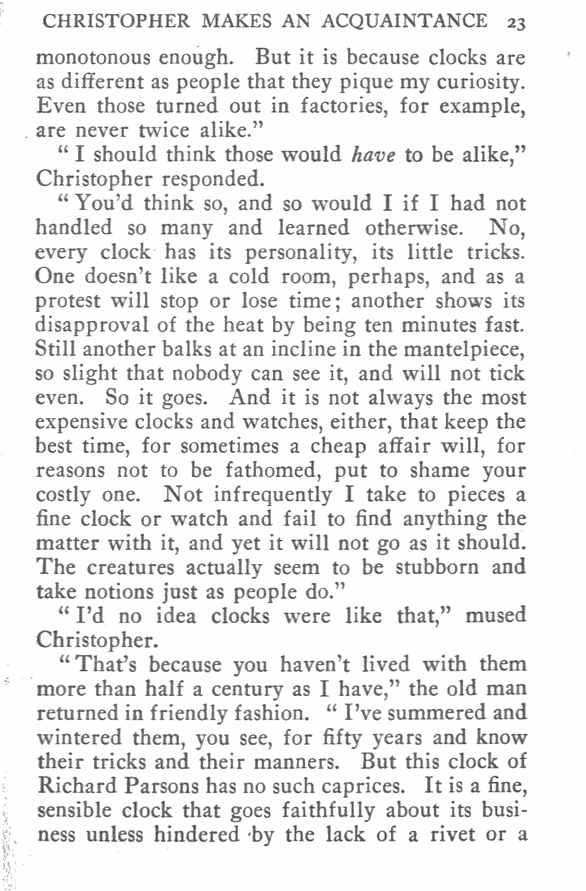 CHRISTOPHER MAKES AN ACQUAINTANCE 23
monotonous enough. But it is because clocks are
as different as people that they pique my curiosity.
Even those turned out in factories, for example,
are never twice alike.”
“ I should think those would have to be alike,”
Christopher responded.
“ You’d think so, and so would I if I had not
handled so many and learned otherwise. No,
every clock has its personality, its little tricks.
One doesn’t like a cold room, perhaps, and as a
protest will stop or lose time; another shows its
disapproval of the heat by being ten minutes fast.
Still another balks at an incline in the mantelpiece,
so slight that nobody can see it, and will not tick
even. So it goes. And it is not always the most
expensive clocks and watches, either, that keep the
best time, for sometimes a cheap affair will, for
reasons not to be fathomed, put to shame your
costly one. Not infrequently I take to pieces a
fine clock or watch and fail to find anything the
matter with it, and yet it will not go as it should.
The creatures actually seem to be stubborn and
take notions just as people do.”
“ I’d no idea clocks were like that,” mused
Christopher.
“ That’s because you haven’t lived with them
more than half a century as I have,” the old man
returned in friendly fashion. “ I’ve summered and
wintered them, you see, for fifty years and know
their tricks and their manners. But this clock of
Richard Parsons has no such caprices. It is a fine,
sensible clock that goes faithfully about its busi-
ness unless hindered by the lack of a rivet or a